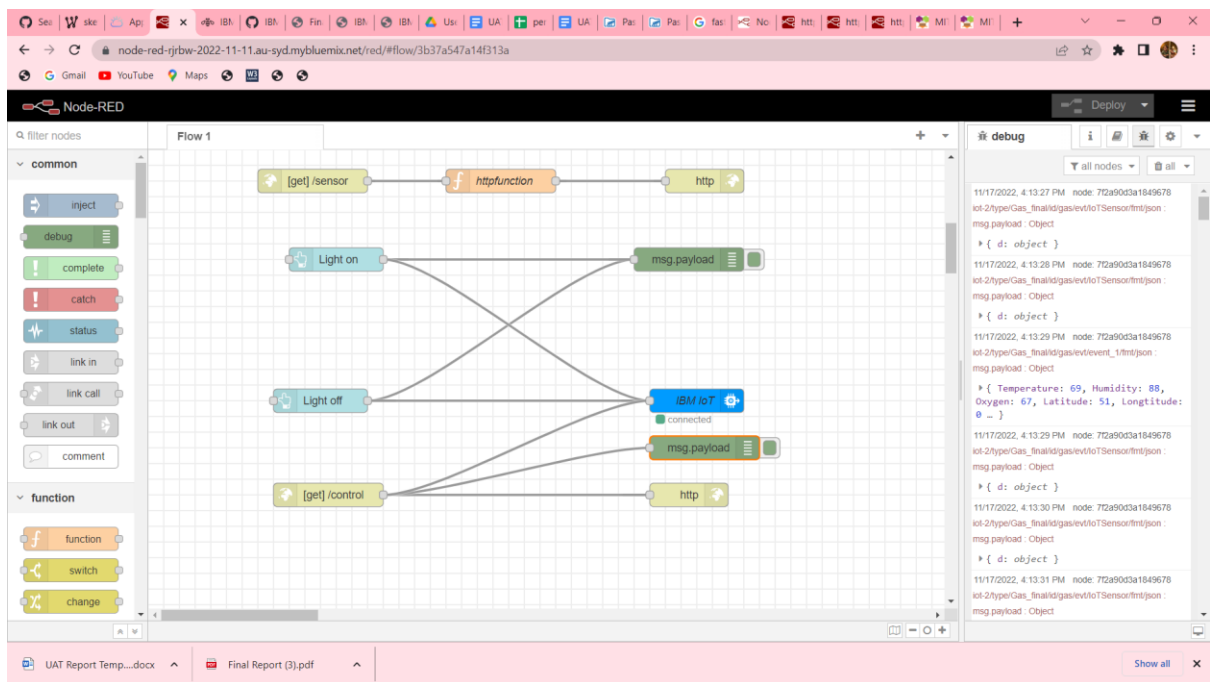 Sea
W ske
Ap
IBM
IBM
Fin
IBM
IBM
Use
UA
per
UA
Pas
Pas
fas
No
htt
htt
htt
MI
MI
node-red-rjrbw-2022-11-11.au-syd.mybluemix.net/red/#flow/3b37a547a14f313a
Gmail YouTube Maps
Node-RED Deploy
filter nodes Flow 1 debug
common all nodes all
inject
debug
complete
catch
status
link in
link call
link out
comment
function
function
switch
change
[get] /sensor httpfunction http
Light on msg.payload
Light off IBM IoT
connected
msg.payload
[get] /control http
11/17/2022, 4:13:27 PM node: 7f2a90d3a1849678
iot-2/type/Gas_final/id/gas/evt/IoTSensor/fmt/json :
msg.payload : Object
{ d: object }
11/17/2022, 4:13:28 PM node: 7f2a90d3a1849678
iot-2/type/Gas_final/id/gas/evt/IoTSensor/fmt/json :
msg.payload : Object
{ d: object }
11/17/2022, 4:13:29 PM node: 7f2a90d3a1849678
iot-2/type/Gas_final/id/gas/evt/event_1/fmt/json :
msg.payload : Object
{ Temperature: 69, Humidity: 88,
Oxygen: 67, Latitude: 51, Longtitude:
0 … }
11/17/2022, 4:13:29 PM node: 7f2a90d3a1849678
iot-2/type/Gas_final/id/gas/evt/IoTSensor/fmt/json :
msg.payload : Object
{ d: object }
11/17/2022, 4:13:30 PM node: 7f2a90d3a1849678
iot-2/type/Gas_final/id/gas/evt/IoTSensor/fmt/json :
msg.payload : Object
{ d: object }
11/17/2022, 4:13:31 PM node: 7f2a90d3a1849678
iot-2/type/Gas_final/id/gas/evt/IoTSensor/fmt/json :
msg.payload : Object
UAT Report Temp....docx Final Report (3).pdf Show all